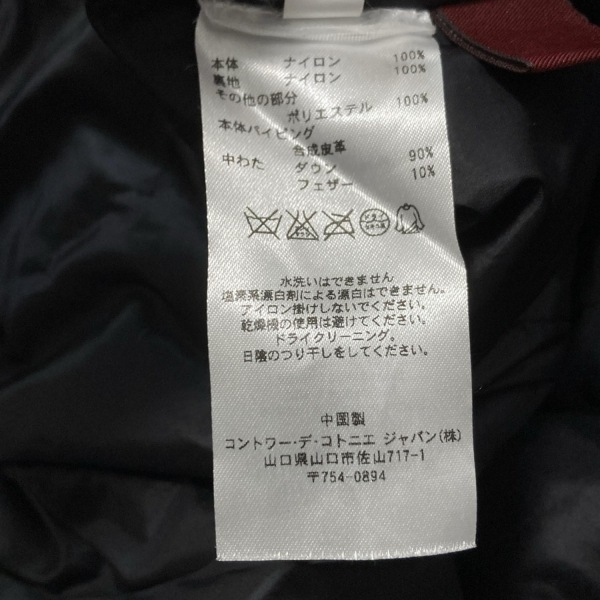 本体 ナイロン 100%
裏地 ナイロン 100%
その他の部分
ポリエステル 100%
本体パイピング
合成皮革
中わた ダウン 90%
フェザー 10%
水洗いはできません
塩素系漂白剤による漂白はできません。
アイロン掛けしないでください。
乾燥機の使用は避けてください。
ドライクリーニング。
日陰のつり干しをしてください。
中国製
コントワー・デ・コトニエ ジャパン(株)
山口県山口市佐山717-1
〒754-0894